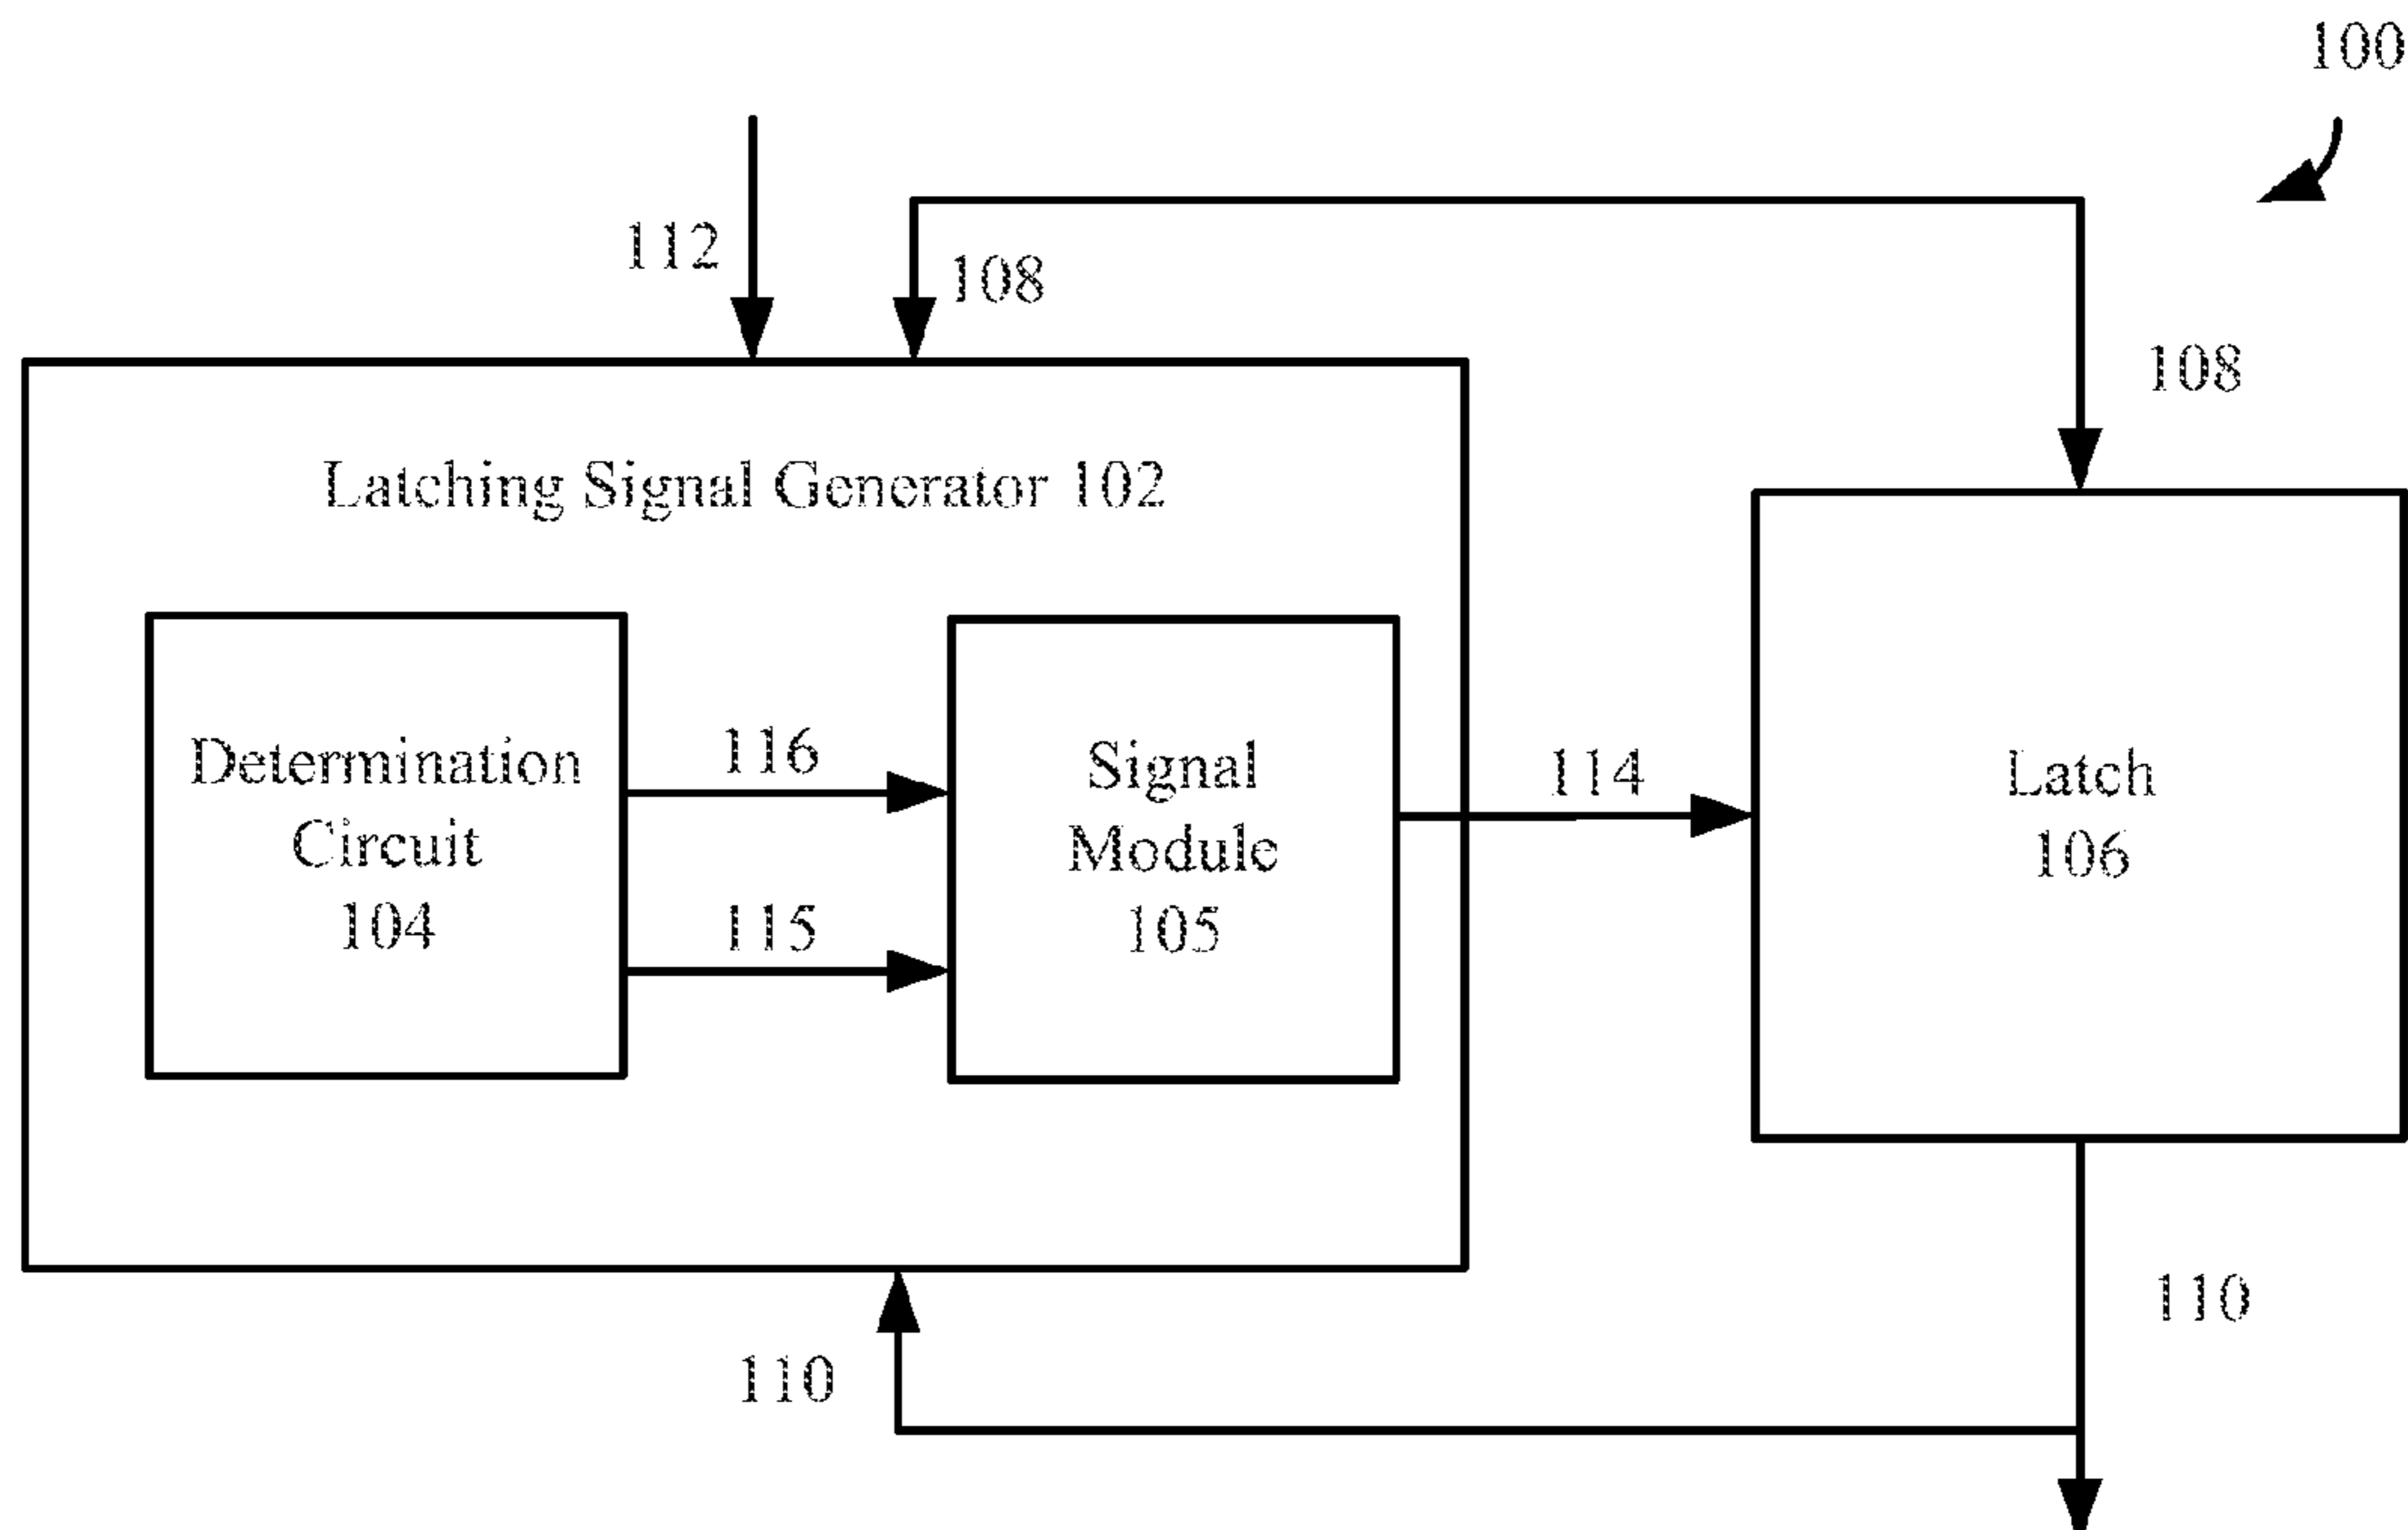 100
112
108
108
Latching Signal Generator 102
Determination
Circuit
104
116
115
Signal
Module
105
114
Latch
106
110
110